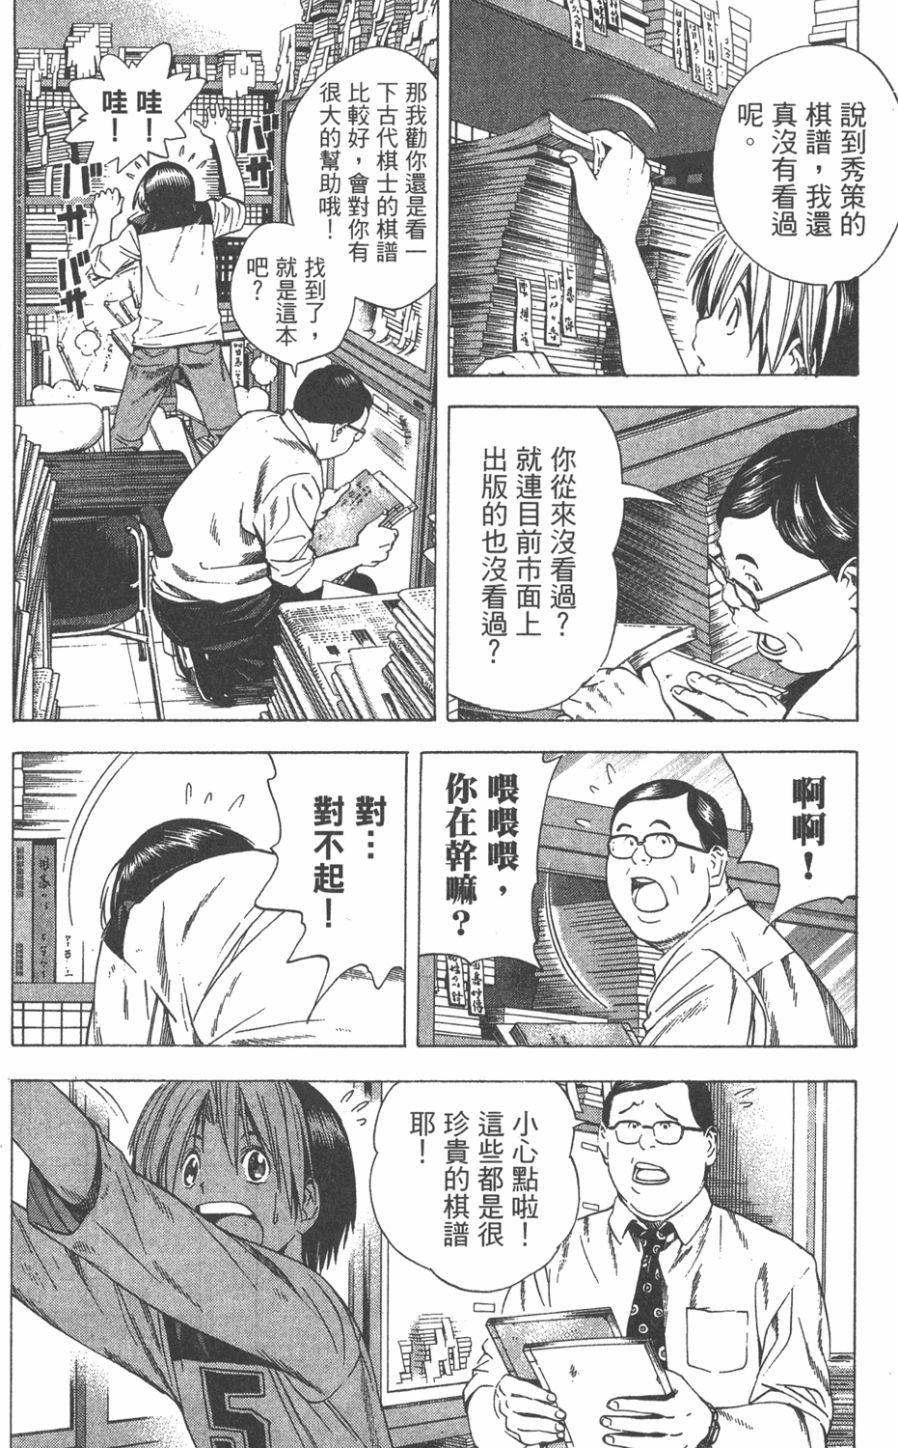 說到秀策的
棋譜，我還
真沒有看過
呢。
你從來沒看過？
就連目前市面上
出版的也沒看過？
那我勸你還是看一
下古代棋士的棋譜
比較好，會對你有
很大的幫助哦！
找到了，
就是這本
吧？
哇！
哇！
バサ
バサ
バサバサ
啊啊！
喂喂喂，
你在幹嘛？
對…
對不起！
小心點啦！
這些都是很
珍貴的棋譜
耶！
5